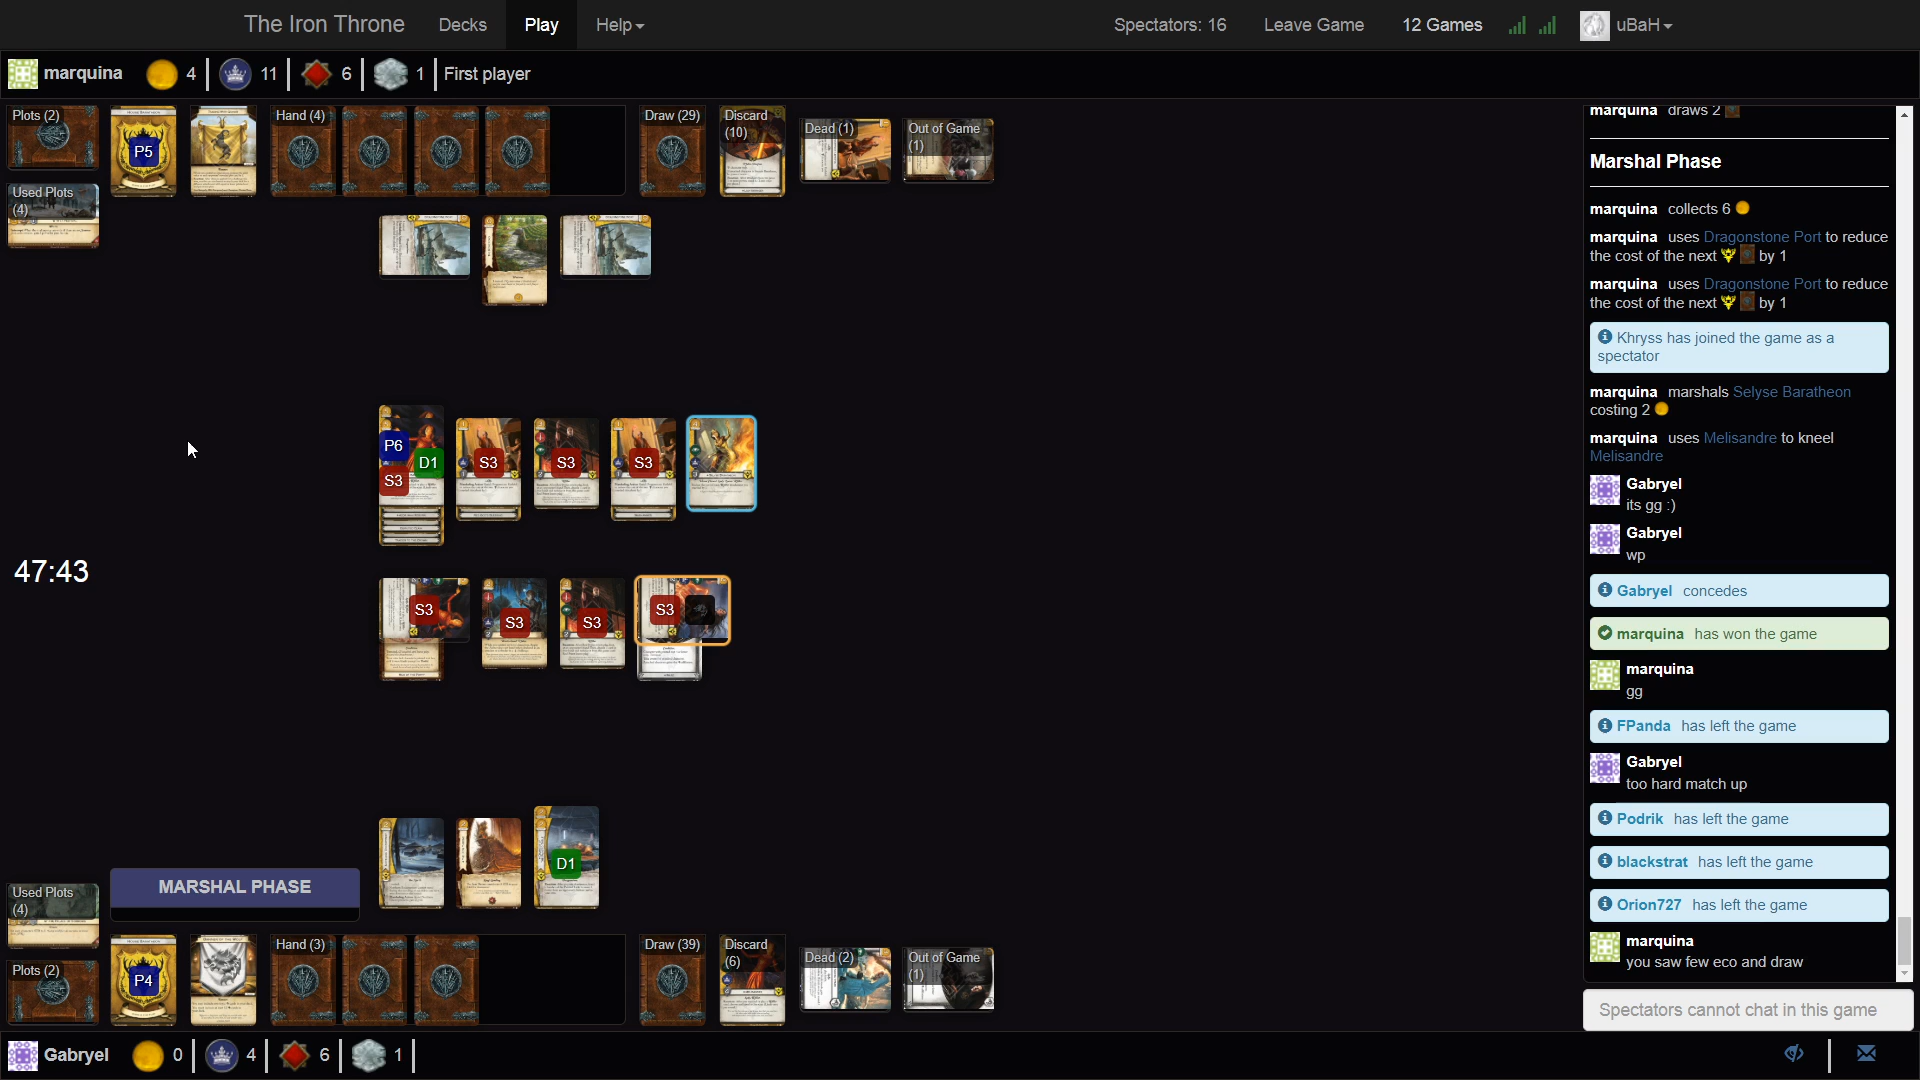 The Iron Throne
Decks
Play
Help
Spectators: 16
Leave Game
12 Games
uBaH
marquina
4
11
6
1
First player
Plots (2)
P5
Hand (4)
Draw (29)
Discard
(10)
Dead (1)
Out of Game
(1)
Used Plots
(4)
P6
D1
S3
S3
S3
S3
47:43
S3
S3
S3
S3
D1
MARSHAL PHASE
Used Plots
(4)
Plots (2)
P4
Hand (3)
Draw (39)
Discard
(6)
Dead (2)
Out of Game
(1)
Gabryel
0
4
6
1
marquina draws 2
Marshal Phase
marquina collects 6
marquina uses Dragonstone Port to reduce
the cost of the next by 1
marquina uses Dragonstone Port to reduce
the cost of the next by 1
Khryss has joined the game as a
spectator
marquina marshals Selyse Baratheon
costing 2
marquina uses Melisandre to kneel
Melisandre
Gabryel
its gg :)
Gabryel
wp
Gabryel concedes
marquina has won the game
marquina
gg
FPanda has left the game
Gabryel
too hard match up
Podrik has left the game
blackstrat has left the game
Orion727 has left the game
marquina
you saw few eco and draw
Spectators cannot chat in this game